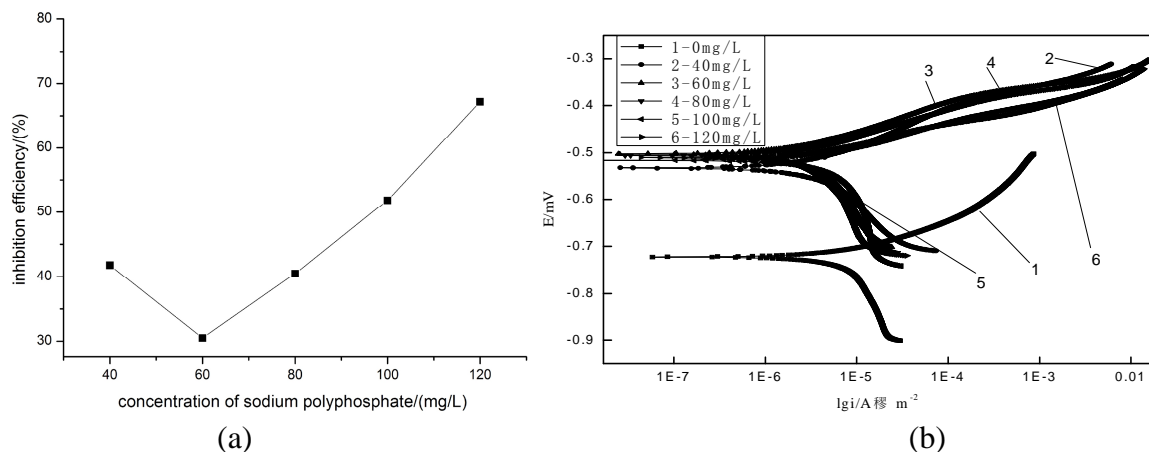 80
70
60
50
40
30
inhibition efficiency/(%)
40 60 80 100 120
concentration of sodium polyphosphate/(mg/L)
(a)
1-0mg/L
2-40mg/L
3-60mg/L
4-80mg/L
5-100mg/L
6-120mg/L
-0.3
-0.4
-0.5
-0.6
-0.7
-0.8
-0.9
E/mV
3
4
2
5
1
6
1E-7 1E-6 1E-5 1E-4 1E-3 0.01
lgi/A穋 m-2
(b)